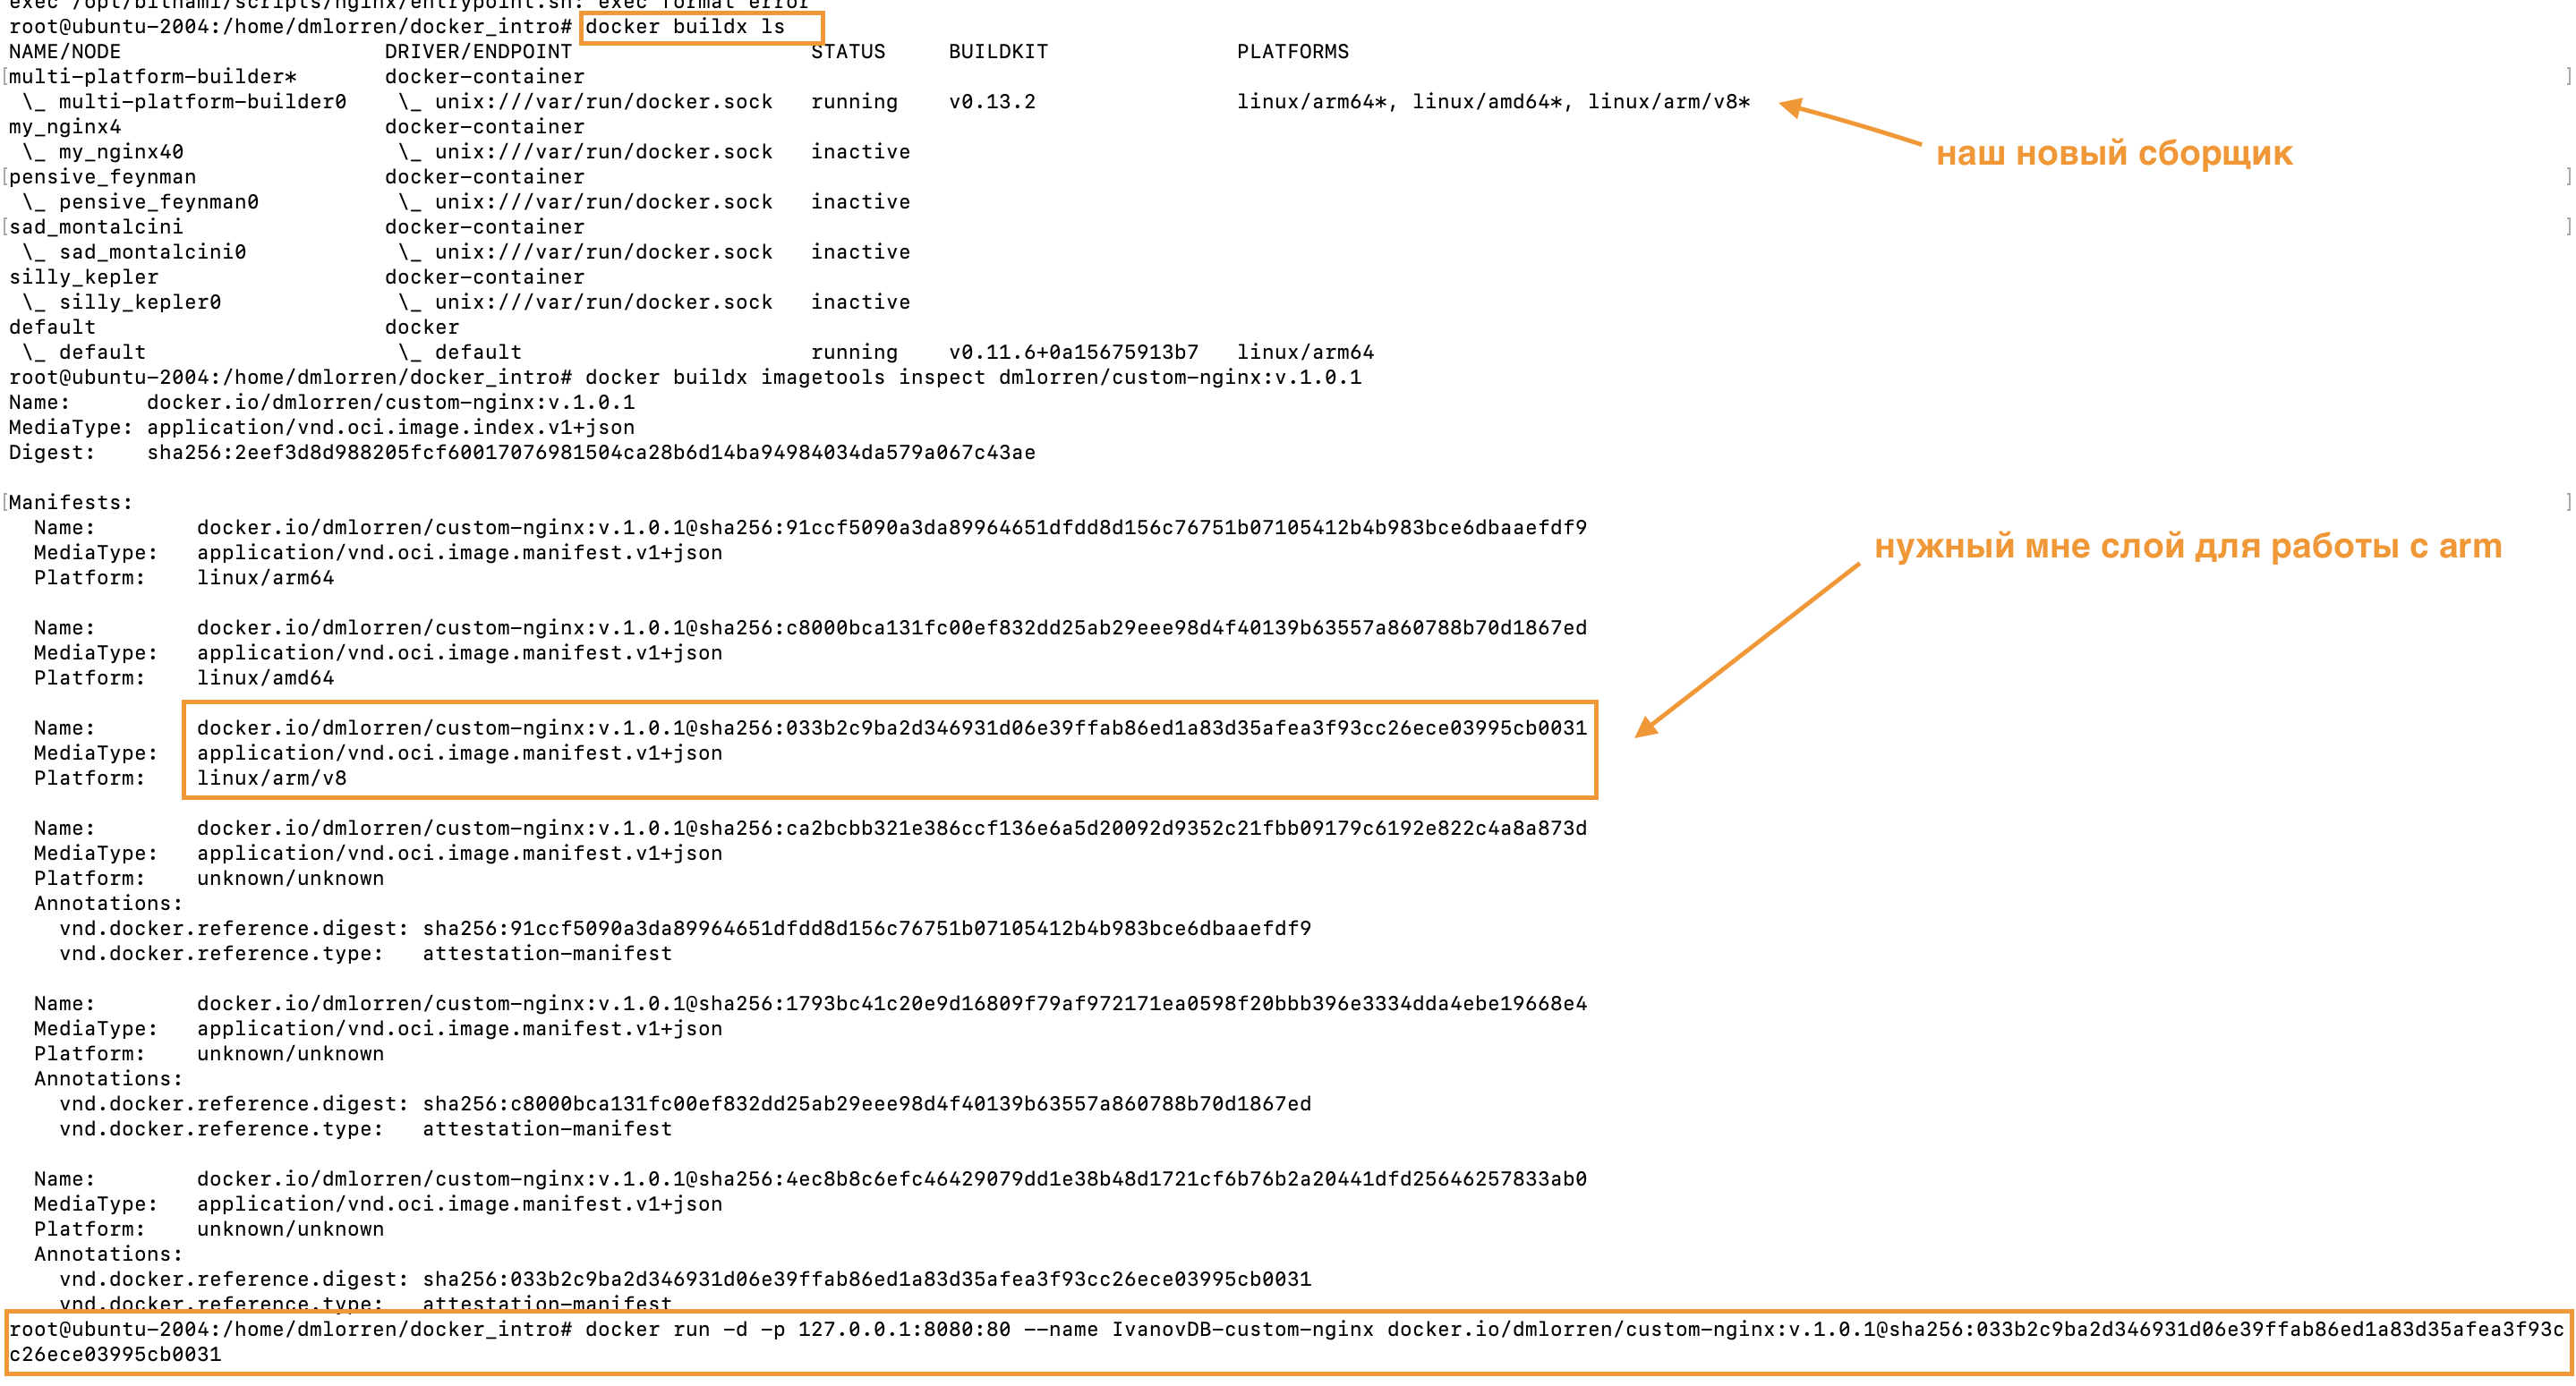 exec /opt/bitnami/scripts/nginx/entrypoint.sh: exec format error
root@ubuntu-2004:/home/dmlorren/docker_intro# docker buildx ls
NAME/NODE DRIVER/ENDPOINT STATUS BUILDKIT PLATFORMS
[multi-platform-builder* docker-container ]
\_ multi-platform-builder0 \_ unix:///var/run/docker.sock running v0.13.2 linux/arm64*, linux/amd64*, linux/arm/v8*
my_nginx4 docker-container
наш новый сборщик
\_ my_nginx40 \_ unix:///var/run/docker.sock inactive
[pensive_feynman docker-container ]
\_ pensive_feynman0 \_ unix:///var/run/docker.sock inactive
[sad_montalcini docker-container ]
\_ sad_montalcini0 \_ unix:///var/run/docker.sock inactive
silly_kepler docker-container
\_ silly_kepler0 \_ unix:///var/run/docker.sock inactive
default docker
\_ default \_ default running v0.11.6+0a15675913b7 linux/arm64
root@ubuntu-2004:/home/dmlorren/docker_intro# docker buildx imagetools inspect dmlorren/custom-nginx:v.1.0.1
Name: docker.io/dmlorren/custom-nginx:v.1.0.1
MediaType: application/vnd.oci.image.index.v1+json
Digest: sha256:2eef3d8d988205fcf60017076981504ca28b6d14ba94984034da579a067c43ae
[Manifests: ]
Name: docker.io/dmlorren/custom-nginx:v.1.0.1@sha256:91ccf5090a3da89964651dfdd8d156c76751b07105412b4b983bce6dbaaefdf9
нужный мне слой для работы с arm
MediaType: application/vnd.oci.image.manifest.v1+json
Platform: linux/arm64
Name: docker.io/dmlorren/custom-nginx:v.1.0.1@sha256:c8000bca131fc00ef832dd25ab29eee98d4f40139b63557a860788b70d1867ed
MediaType: application/vnd.oci.image.manifest.v1+json
Platform: linux/amd64
Name: docker.io/dmlorren/custom-nginx:v.1.0.1@sha256:033b2c9ba2d346931d06e39ffab86ed1a83d35afea3f93cc26ece03995cb0031
MediaType: application/vnd.oci.image.manifest.v1+json
Platform: linux/arm/v8
Name: docker.io/dmlorren/custom-nginx:v.1.0.1@sha256:ca2bcbb321e386ccf136e6a5d20092d9352c21fbb09179c6192e822c4a8a873d
MediaType: application/vnd.oci.image.manifest.v1+json
Platform: unknown/unknown
Annotations:
vnd.docker.reference.digest: sha256:91ccf5090a3da89964651dfdd8d156c76751b07105412b4b983bce6dbaaefdf9
vnd.docker.reference.type: attestation-manifest
Name: docker.io/dmlorren/custom-nginx:v.1.0.1@sha256:1793bc41c20e9d16809f79af972171ea0598f20bbb396e3334dda4ebe19668e4
MediaType: application/vnd.oci.image.manifest.v1+json
Platform: unknown/unknown
Annotations:
vnd.docker.reference.digest: sha256:c8000bca131fc00ef832dd25ab29eee98d4f40139b63557a860788b70d1867ed
vnd.docker.reference.type: attestation-manifest
Name: docker.io/dmlorren/custom-nginx:v.1.0.1@sha256:4ec8b8c6efc46429079dd1e38b48d1721cf6b76b2a20441dfd25646257833ab0
MediaType: application/vnd.oci.image.manifest.v1+json
Platform: unknown/unknown
Annotations:
vnd.docker.reference.digest: sha256:033b2c9ba2d346931d06e39ffab86ed1a83d35afea3f93cc26ece03995cb0031
vnd.docker.reference.type: attestation-manifest
root@ubuntu-2004:/home/dmlorren/docker_intro# docker run -d -p 127.0.0.1:8080:80 --name IvanovDB-custom-nginx docker.io/dmlorren/custom-nginx:v.1.0.1@sha256:033b2c9ba2d346931d06e39ffab86ed1a83d35afea3f93c
c26ece03995cb0031